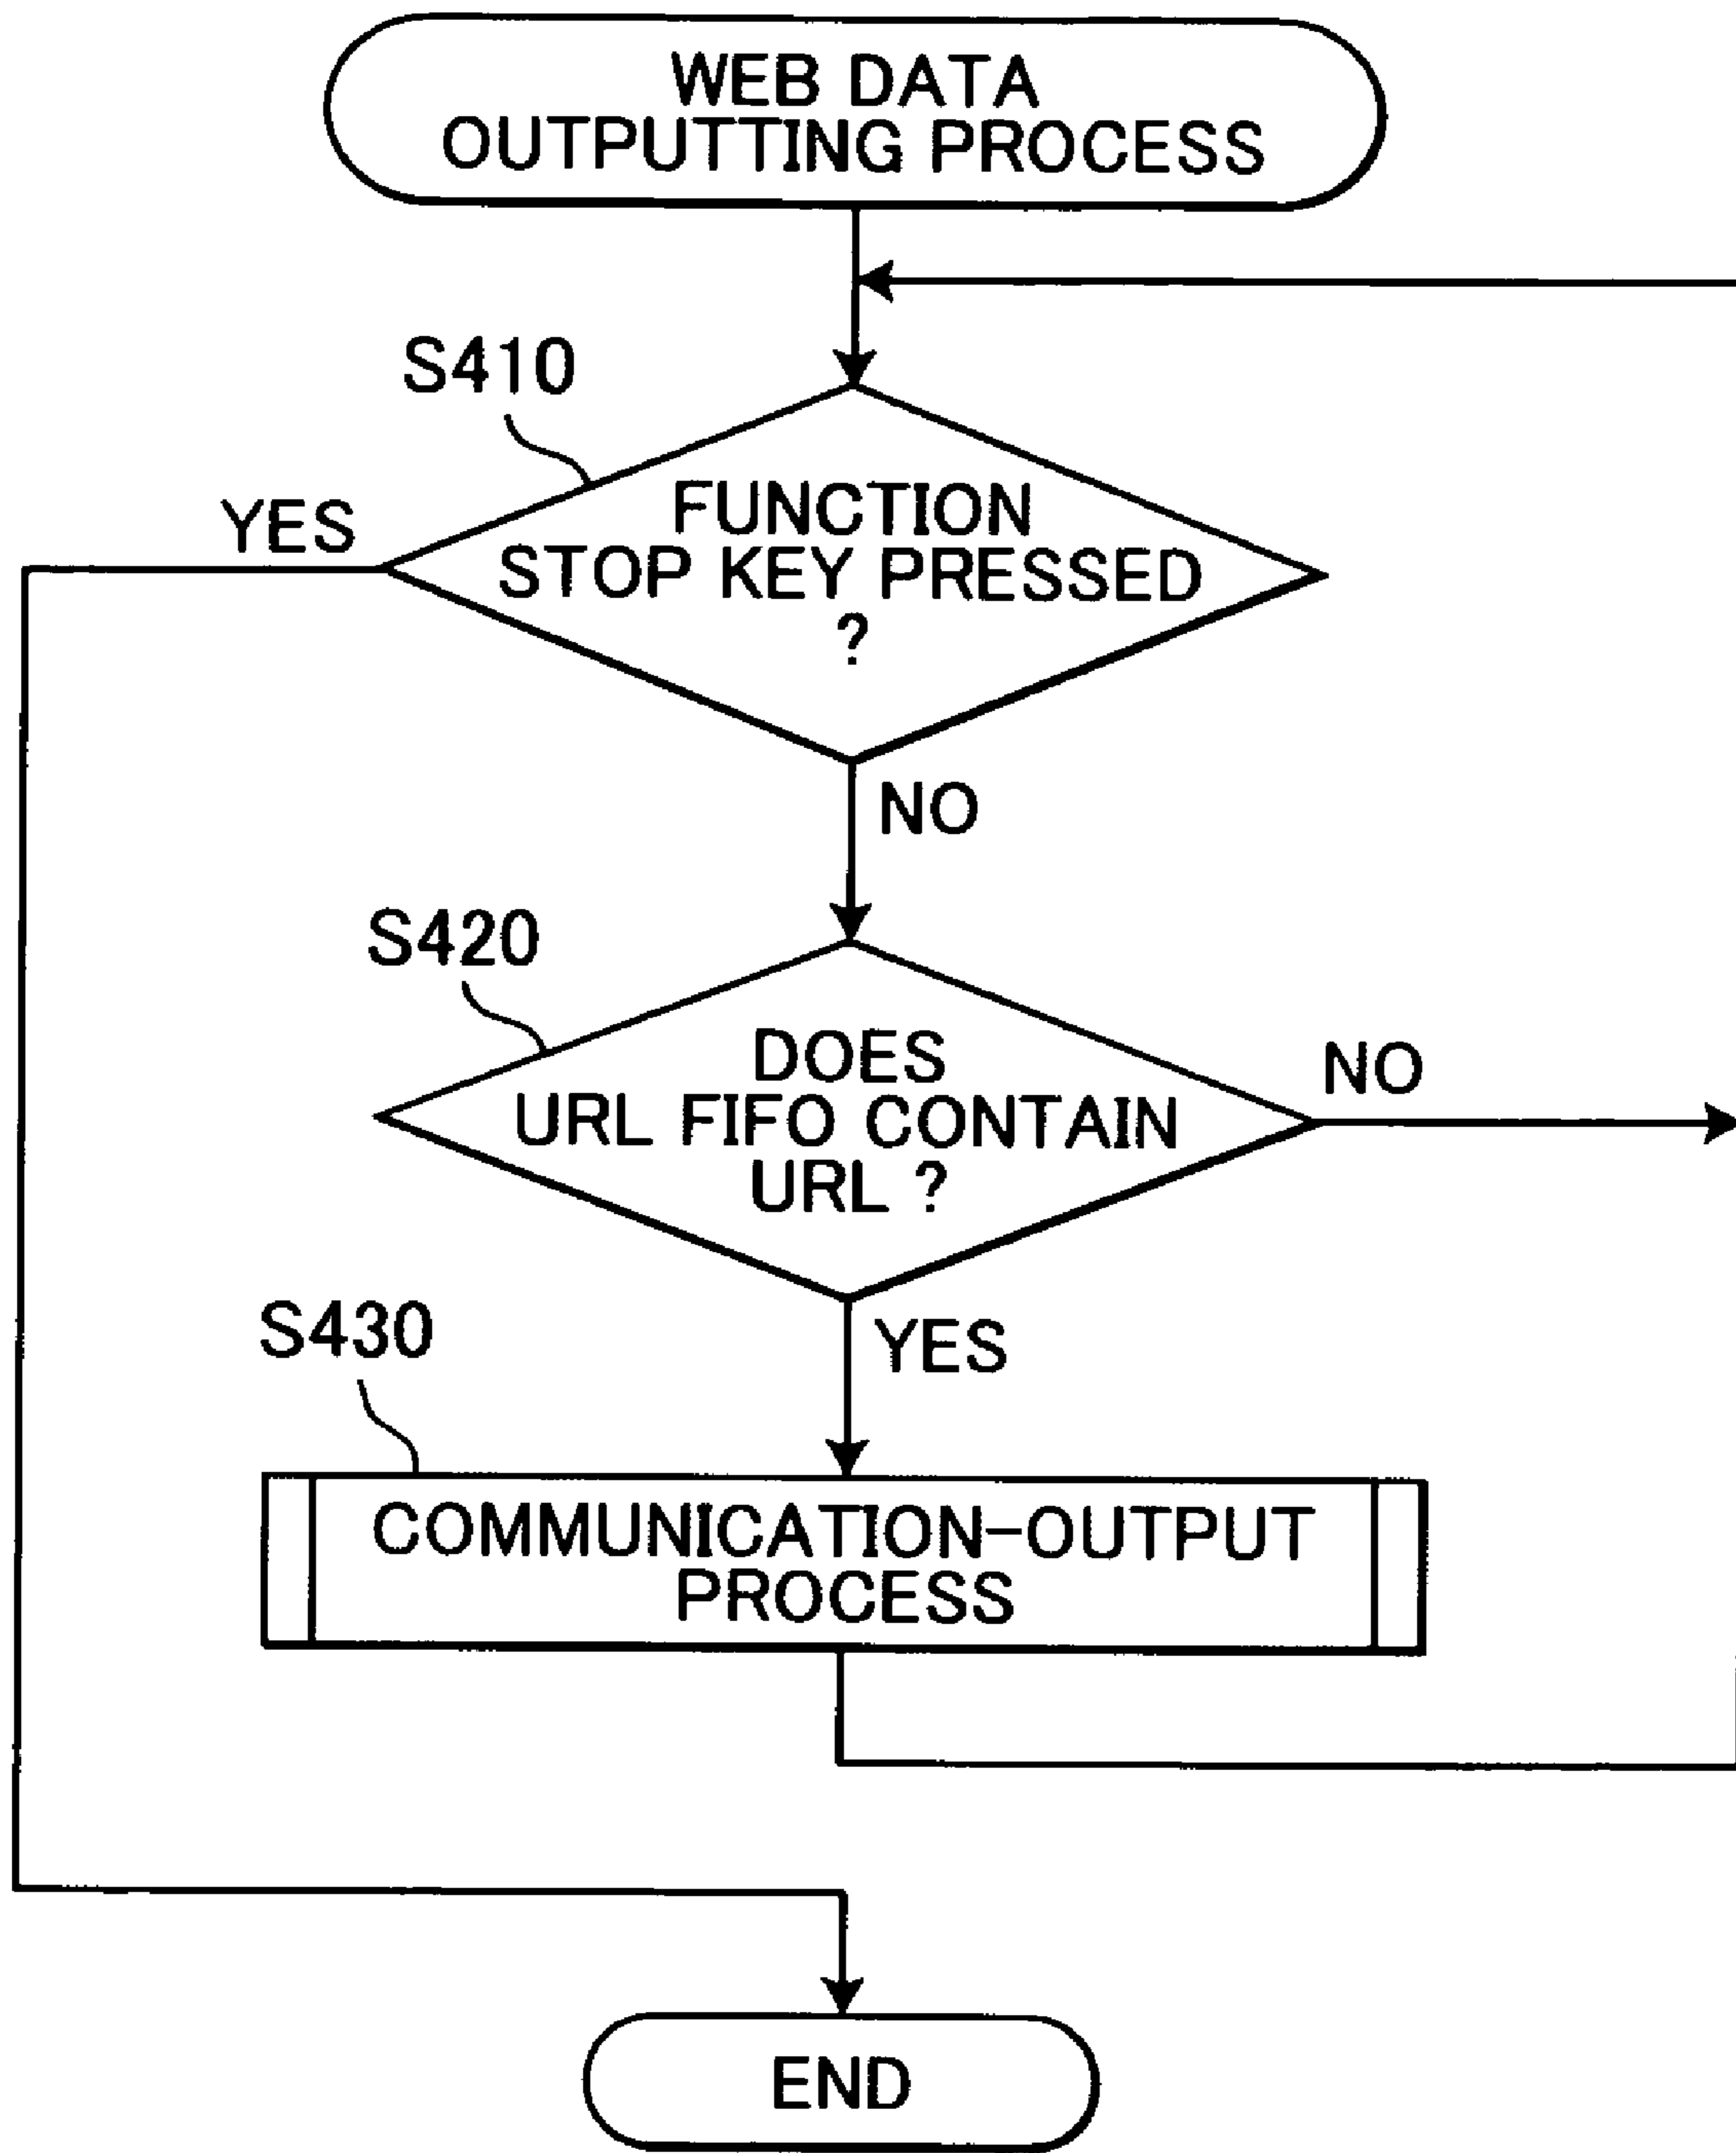 WEB DATA
OUTPUTTING PROCESS
S410
YES
FUNCTION
STOP KEY PRESSED
?
NO
S420
DOES
URL FIFO CONTAIN
URL ?
NO
S430
YES
COMMUNICATION-OUTPUT
PROCESS
END